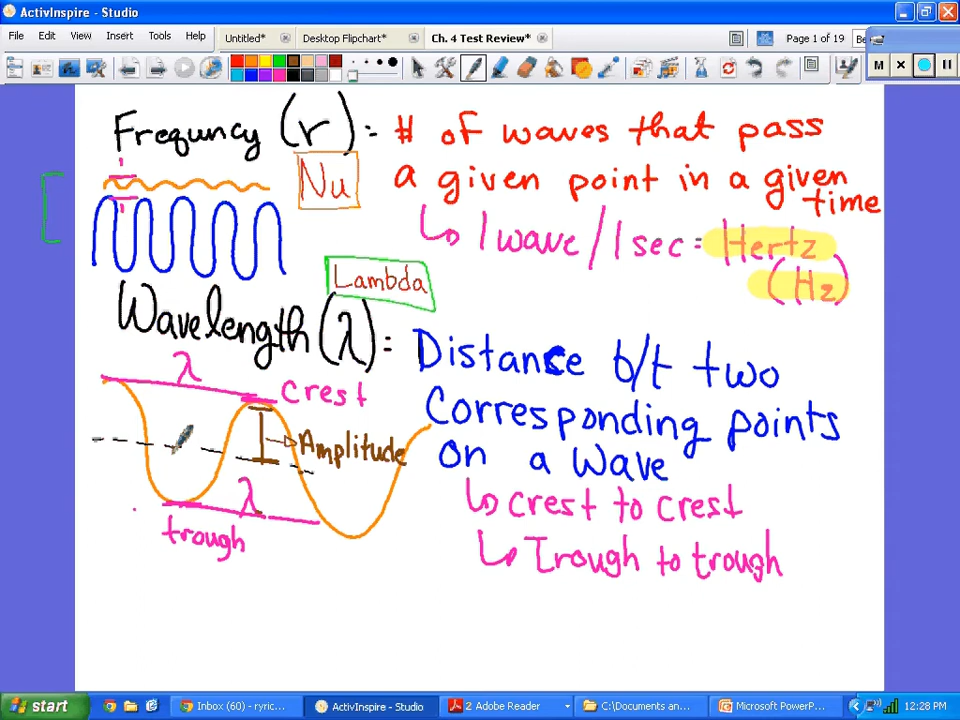 ActivInspire - Studio
File Edit View Insert Tools Help
Untitled* Desktop Flipchart* Ch. 4 Test Review* Page 1 of 19 Be
M
Frequncy (r) = # of waves that pass
Nu
a given point in a given
time
1 wave / 1 sec = Hertz
(Hz)
Lambda
Wavelength (λ) = Distance b/t two
Corresponding points
on a Wave
λ
crest
Amplitude
λ
trough
crest to crest
Trough to trough
start Inbox (60) - ryric... ActivInspire - Studio 2 Adobe Reader C:\Documents an... Microsoft PowerP... 12:28 PM